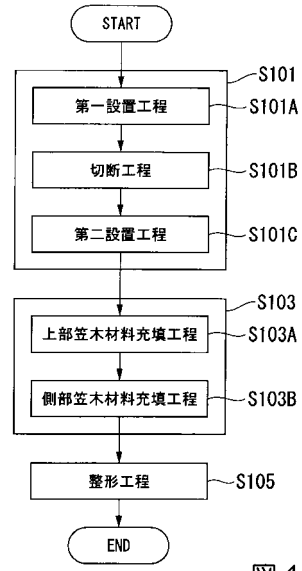 START
S101
第一設置工程
S101A
切断工程
S101B
第二設置工程
S101C
S103
上部笠木材料充填工程
S103A
側部笠木材料充填工程
S103B
整形工程
S105
END